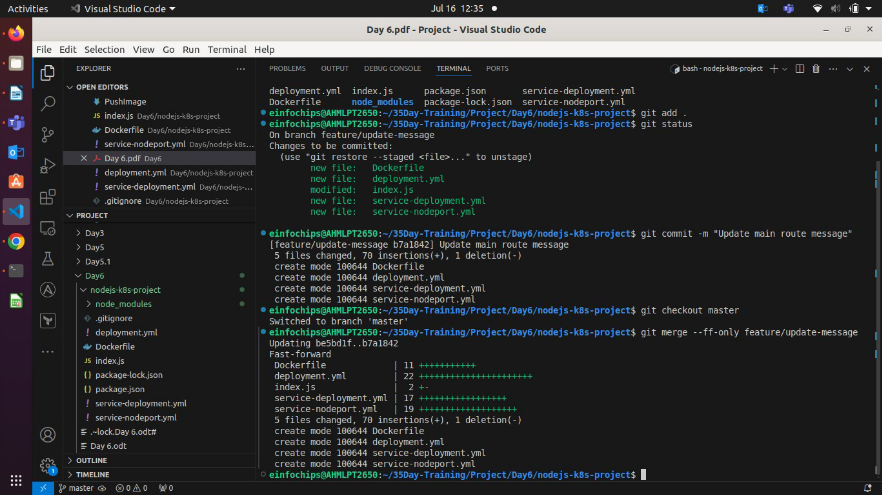 Activities
Visual Studio Code
Jul 16 12:35
Day 6.pdf - Project - Visual Studio Code
File Edit Selection View Go Run Terminal Help
EXPLORER
OPEN EDITORS
PushImage
JS index.js Day6/nodejs-k8s-project
Dockerfile Day6/nodejs-k8s-project
! service-nodeport.yml Day6/nodejs-k8s...
Day 6.pdf Day6
! deployment.yml Day6/nodejs-k8s-project
! service-deployment.yml Day6/nodejs-...
.gitignore Day6/nodejs-k8s-project
PROJECT
Day3
Day5
Day5.1
Day6
nodejs-k8s-project
node_modules
.gitignore
! deployment.yml
Dockerfile
JS index.js
{} package-lock.json
{} package.json
! service-deployment.yml
! service-nodeport.yml
.~lock.Day 6.odt#
Day 6.odt
OUTLINE
TIMELINE
PROBLEMS OUTPUT DEBUG CONSOLE TERMINAL PORTS
bash - nodejs-k8s-project
deployment.yml index.js package.json service-deployment.yml
Dockerfile node_modules package-lock.json service-nodeport.yml
einfochips@AHMLPT2650:~/35Day-Training/Project/Day6/nodejs-k8s-project$ git add .
einfochips@AHMLPT2650:~/35Day-Training/Project/Day6/nodejs-k8s-project$ git status
On branch feature/update-message
Changes to be committed:
(use "git restore --staged <file>..." to unstage)
new file: Dockerfile
new file: deployment.yml
modified: index.js
new file: service-deployment.yml
new file: service-nodeport.yml
einfochips@AHMLPT2650:~/35Day-Training/Project/Day6/nodejs-k8s-project$ git commit -m "Update main route message"
[feature/update-message b7a1842] Update main route message
5 files changed, 70 insertions(+), 1 deletion(-)
create mode 100644 Dockerfile
create mode 100644 deployment.yml
create mode 100644 service-deployment.yml
create mode 100644 service-nodeport.yml
einfochips@AHMLPT2650:~/35Day-Training/Project/Day6/nodejs-k8s-project$ git checkout master
Switched to branch 'master'
einfochips@AHMLPT2650:~/35Day-Training/Project/Day6/nodejs-k8s-project$ git merge --ff-only feature/update-message
Updating be5bd1f..b7a1842
Fast-forward
Dockerfile | 11 +++++++++++
deployment.yml | 22 ++++++++++++++++++++++
index.js | 2 +-
service-deployment.yml | 17 +++++++++++++++++
service-nodeport.yml | 19 +++++++++++++++++++
5 files changed, 70 insertions(+), 1 deletion(-)
create mode 100644 Dockerfile
create mode 100644 deployment.yml
create mode 100644 service-deployment.yml
create mode 100644 service-nodeport.yml
einfochips@AHMLPT2650:~/35Day-Training/Project/Day6/nodejs-k8s-project$
1
master 0 0 0